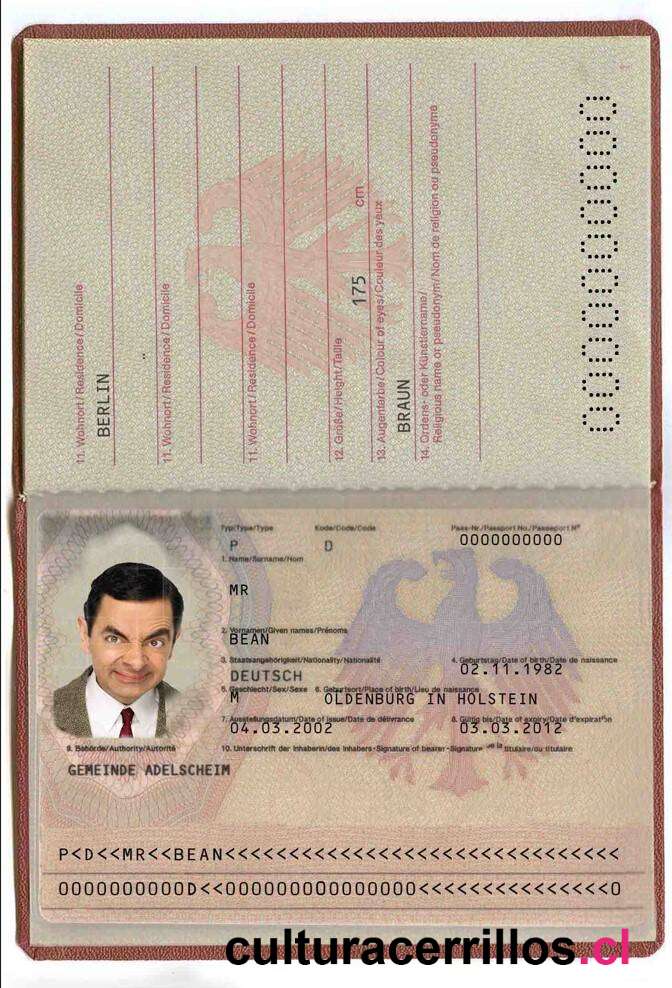 0000000000
11. Wohnort/Residence/Domicile
BERLIN
11. Wohnort/Residence/Domicile
11. Wohnort/Residence/Domicile
12. Größe/Height/Taille
175 cm
13. Augenfarbe/Colour of eyes/Couleur des yeux
BRAUN
14. Ordens- oder Künstlername/
Religious name or pseudonym/Nom de religion ou pseudonyme
Typ/Type/Type Kode/Code/Code Pass-Nr./Passport No./Passeport N°
P D 0000000000
1. Name/Surname/Nom
MR
2. Vornamen/Given names/Prénoms
BEAN
3. Staatsangehörigkeit/Nationality/Nationalité 4. Geburtstag/Date of birth/Date de naissance
DEUTSCH 02.11.1982
5. Geschlecht/Sex/Sexe 6. Geburtsort/Place of birth/Lieu de naissance
M OLDENBURG IN HOLSTEIN
7. Ausstellungsdatum/Date of issue/Date de délivrance 8. Gültig bis/Date of expiry/Date d'expiration
04.03.2002 03.03.2012
9. Behörde/Authority/Autorité 10. Unterschrift der Inhaberin/des Inhabers-Signature of bearer-Signature de la titulaire/du titulaire
GEMEINDE ADELSCHEIM
P<D<<MR<<BEAN<<<<<<<<<<<<<<<<<<<<<<<<<<<<<<<
0000000000D<<0000000000000000<<<<<<<<<<<<<<<0
culturacerrillos.cl